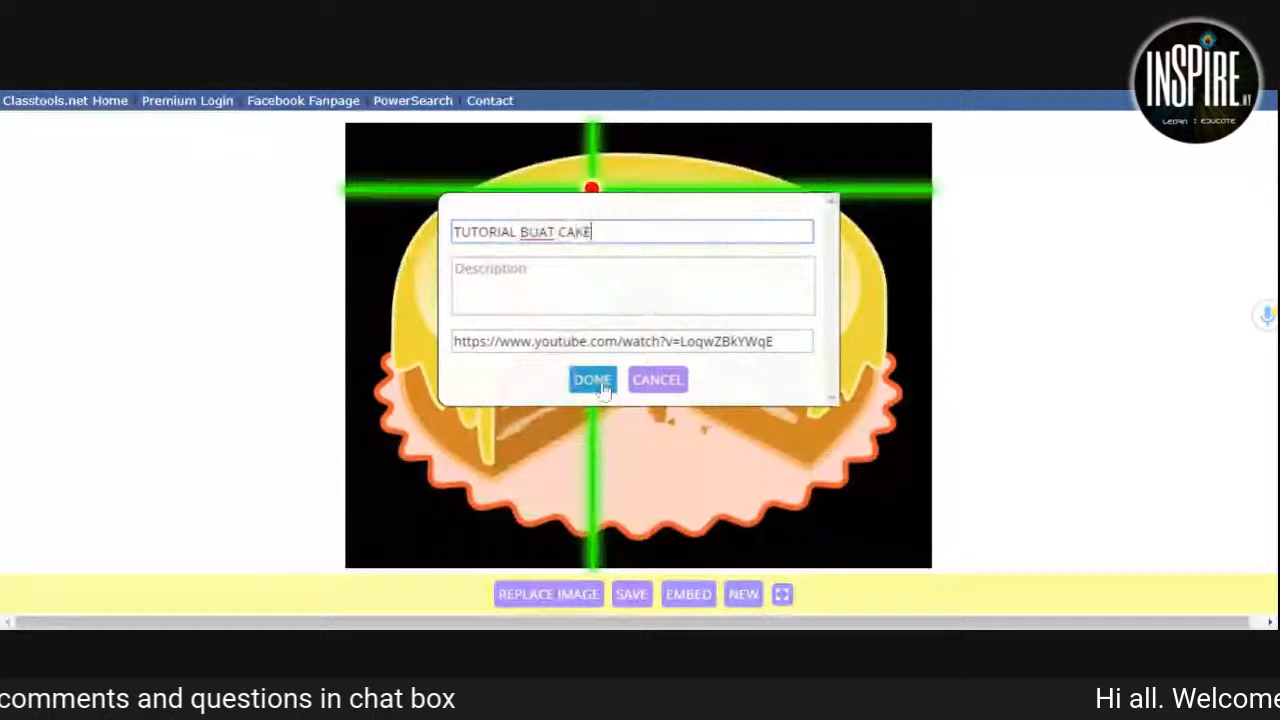 INSPIRE.MY
LEARN : EDUCATE
Classtools.net Home Premium Login Facebook Fanpage PowerSearch Contact
TUTORIAL BUAT CAKE
Description
https://www.youtube.com/watch?v=LoqwZBkYWqE
DONE CANCEL
REPLACE IMAGE SAVE EMBED NEW
comments and questions in chat box Hi all. Welcome